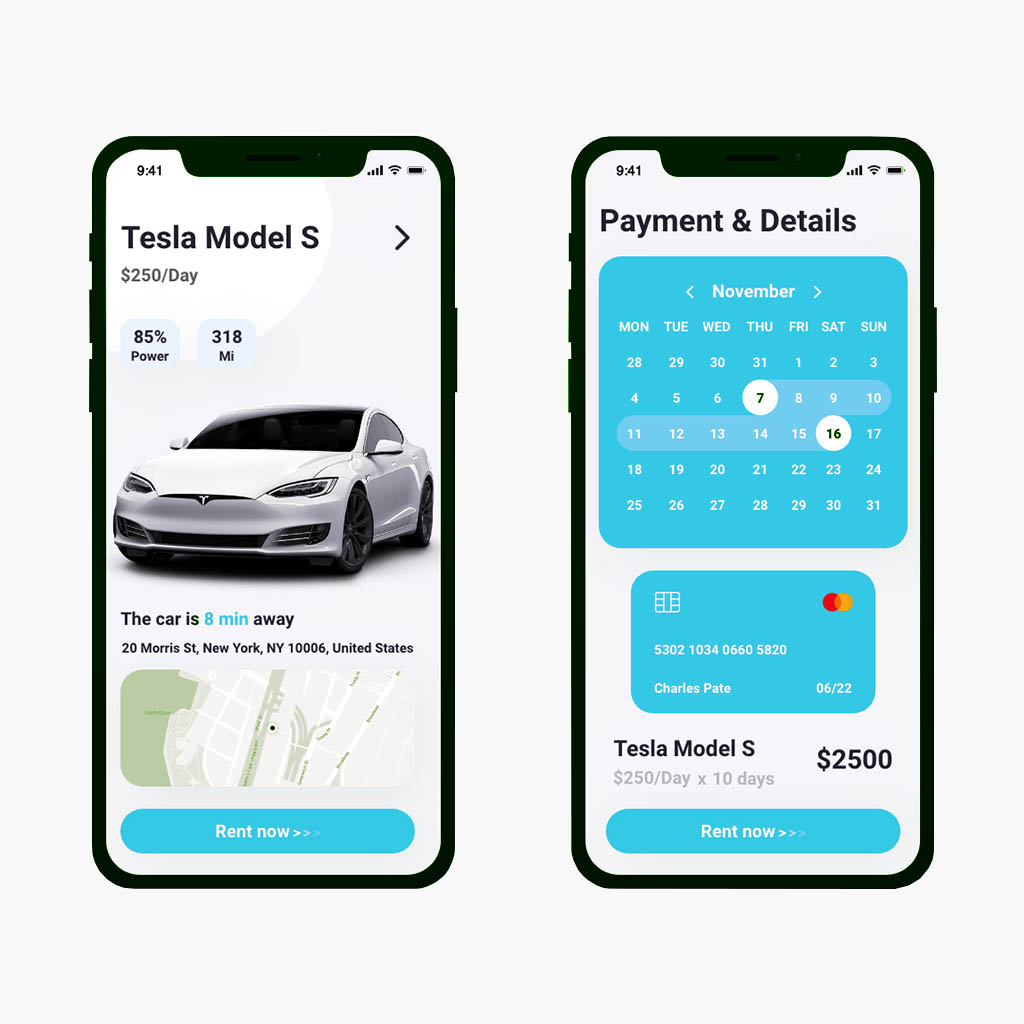 9:41
Tesla Model S
$250/Day
85%
Power
318
Mi
The car is 8 min away
20 Morris St, New York, NY 10006, United States
Rent now >>>
9:41
Payment & Details
< November >
MON TUE WED THU FRI SAT SUN
28 29 30 31 1 2 3
4 5 6 7 8 9 10
11 12 13 14 15 16 17
18 19 20 21 22 23 24
25 26 27 28 29 30 31
5302 1034 0660 5820
Charles Pate 06/22
Tesla Model S
$250/Day x 10 days
$2500
Rent now >>>